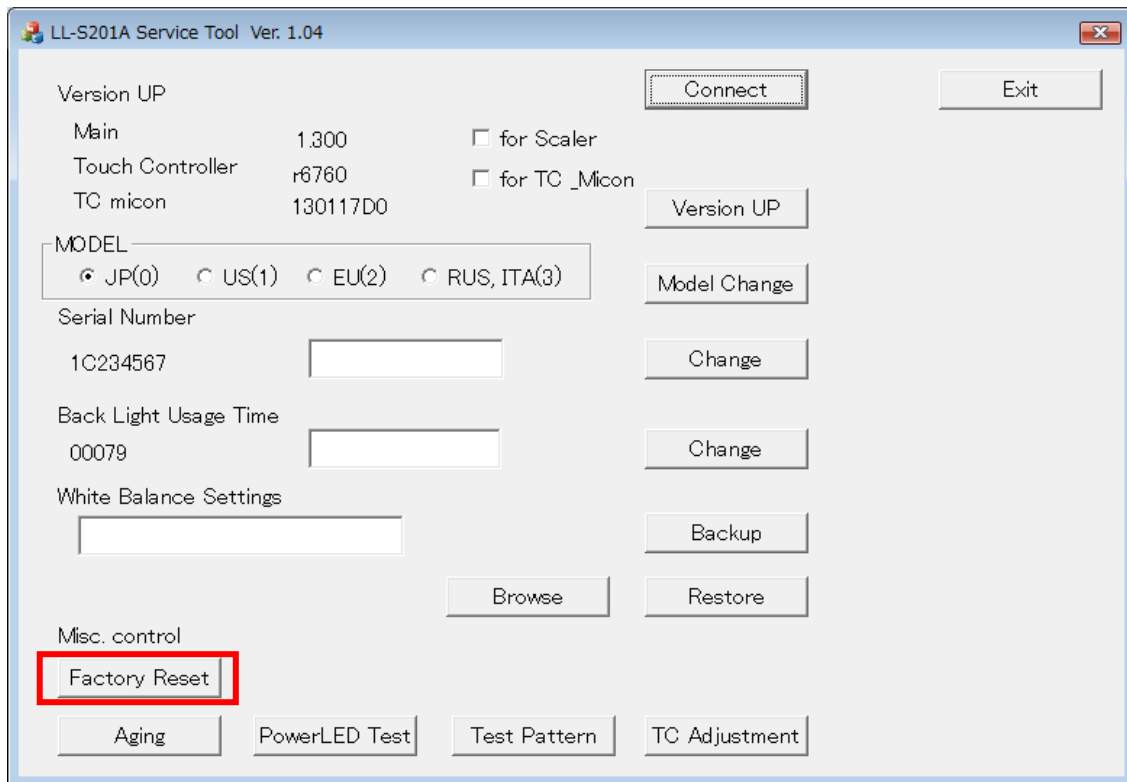 LL-S201A Service Tool Ver. 1.04
Version UP
Connect
Exit
Main 1.300
for Scaler
Touch Controller r6760
for TC _Micon
TC micon 130117D0
Version UP
MODEL
JP(0) US(1) EU(2) RUS, ITA(3)
Model Change
Serial Number
1C234567
Change
Back Light Usage Time
00079
Change
White Balance Settings
Backup
Browse
Restore
Misc. control
Factory Reset
Aging
PowerLED Test
Test Pattern
TC Adjustment